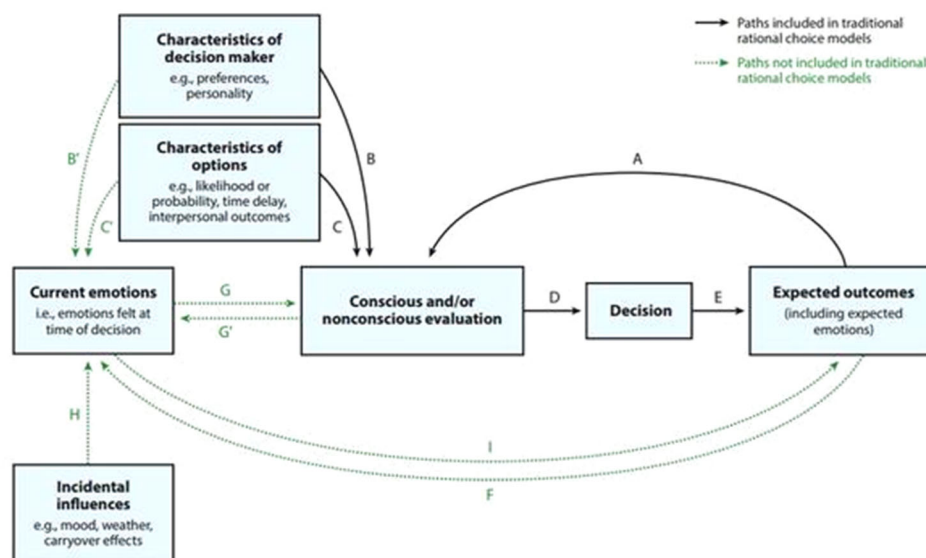 Characteristics of
decision maker
e.g., preferences,
personality
Paths included in traditional
rational choice models
Paths not included in traditional
rational choice models
B'
B
A
Characteristics of
options
e.g., likelihood or
probability, time delay,
interpersonal outcomes
C'
C
Current emotions
i.e., emotions felt at
time of decision
G
G'
Conscious and/or
nonconscious evaluation
D
Decision
E
Expected outcomes
(including expected
emotions)
H
I
F
Incidental
influences
e.g., mood, weather,
carryover effects